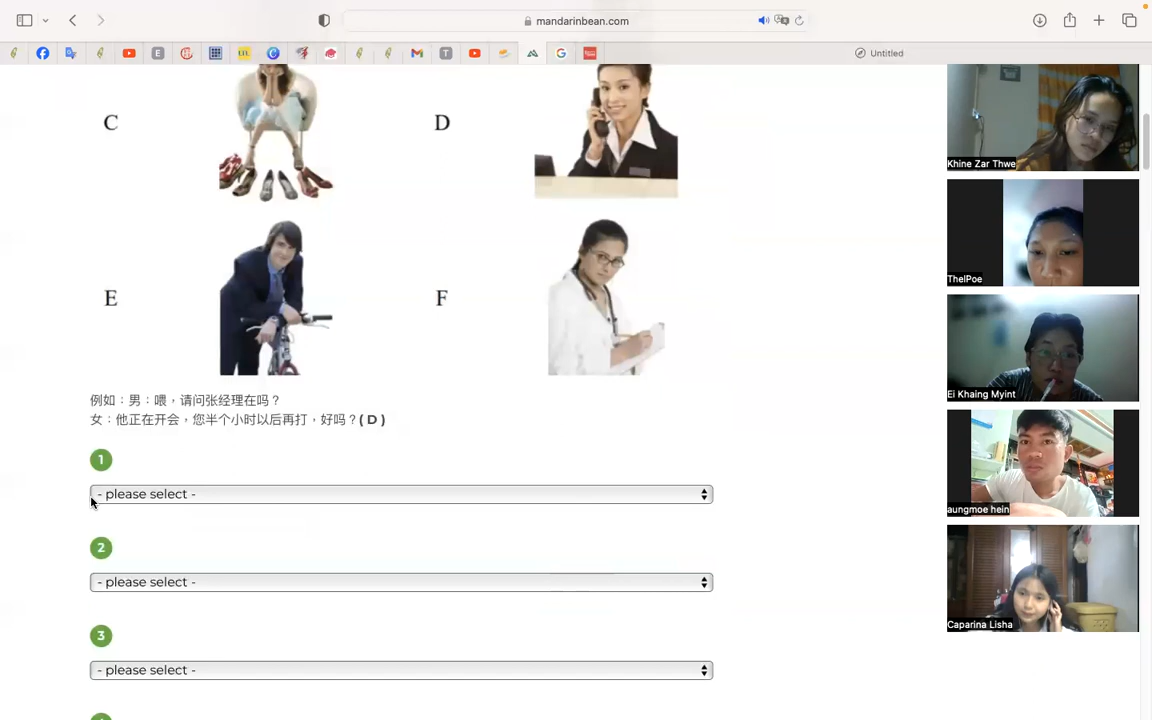 mandarinbean.com
Untitled
C
D
E
F
例如：男：喂，请问张经理在吗？
女：他正在开会，您半个小时以后再打，好吗？( D )
1
- please select -
2
- please select -
3
- please select -
Khine Zar Thwe
ThelPoe
Ei Khaing Myint
aungmoe hein
Caparina Lisha